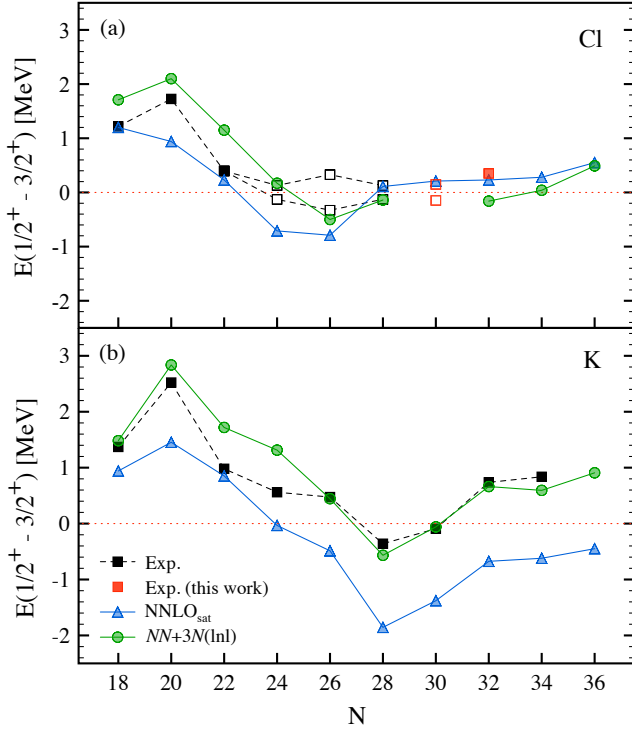 (a)
Cl
E(1/2⁺ - 3/2⁺) [MeV]
3
2
1
0
-1
-2
(b)
K
E(1/2⁺ - 3/2⁺) [MeV]
3
2
1
0
-1
-2
Exp.
Exp. (this work)
NNLO_sat
NN+3N(lnl)
18 20 22 24 26 28 30 32 34 36
N